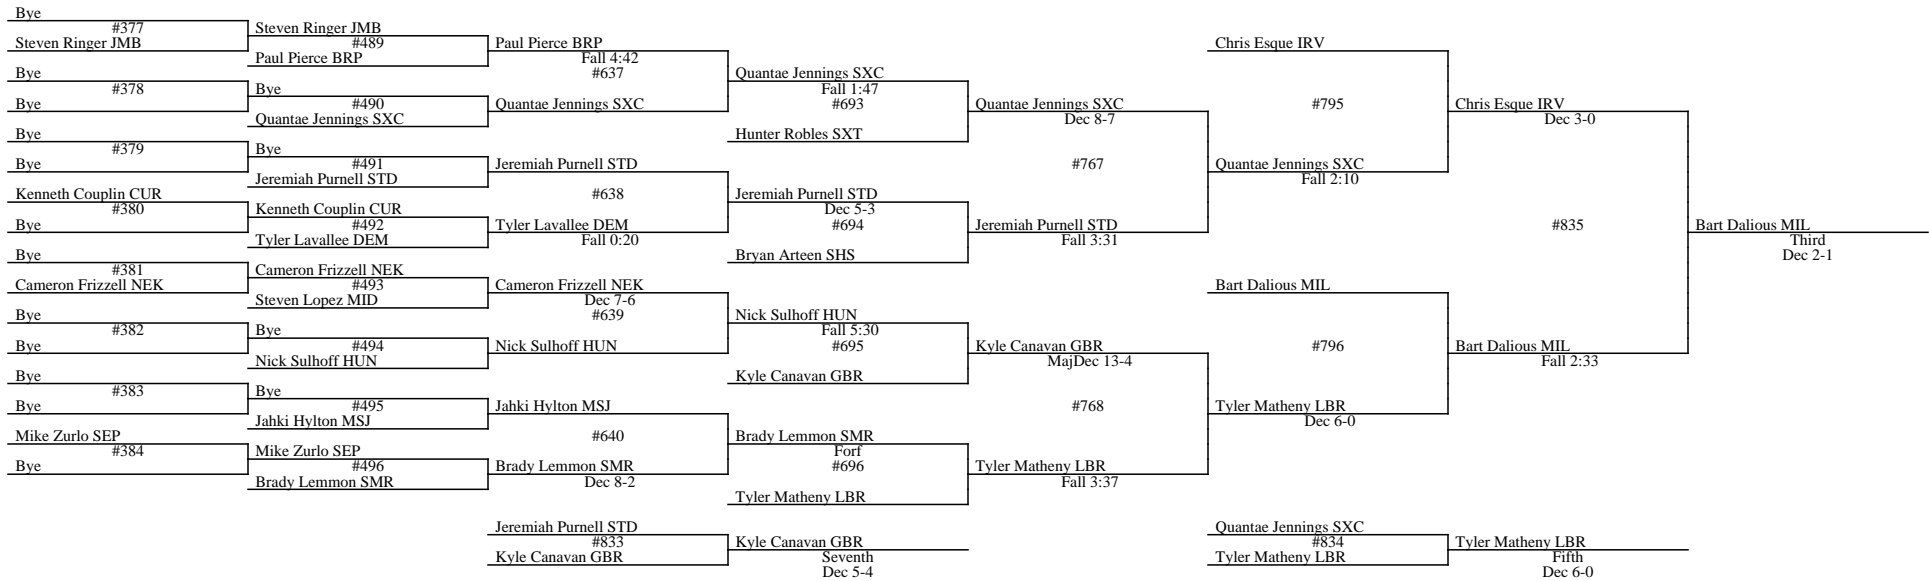 Bye
#377
Steven Ringer JMB
Bye
#378
Bye
Bye
#379
Bye
Kenneth Couplin CUR
#380
Bye
Bye
#381
Cameron Frizzell NEK
Bye
#382
Bye
Bye
#383
Bye
Mike Zurlo SEP
#384
Bye
Steven Ringer JMB
#489
Paul Pierce BRP
Bye
#490
Quantae Jennings SXC
Bye
#491
Jeremiah Purnell STD
Kenneth Couplin CUR
#492
Tyler Lavallee DEM
Cameron Frizzell NEK
#493
Steven Lopez MID
Bye
#494
Nick Sulhoff HUN
Bye
#495
Jahki Hylton MSJ
Mike Zurlo SEP
#496
Brady Lemmon SMR
Paul Pierce BRP
Fall 4:42
#637
Quantae Jennings SXC
Jeremiah Purnell STD
#638
Tyler Lavallee DEM
Fall 0:20
Cameron Frizzell NEK
Dec 7-6
#639
Nick Sulhoff HUN
Jahki Hylton MSJ
#640
Brady Lemmon SMR
Dec 8-2
Quantae Jennings SXC
Fall 1:47
#693
Hunter Robles SXT
Jeremiah Purnell STD
Dec 5-3
#694
Bryan Arteen SHS
Nick Sulhoff HUN
Fall 5:30
#695
Kyle Canavan GBR
Brady Lemmon SMR
Forf
#696
Tyler Matheny LBR
Quantae Jennings SXC
Dec 8-7
#767
Jeremiah Purnell STD
Fall 3:31
Kyle Canavan GBR
MajDec 13-4
#768
Tyler Matheny LBR
Fall 3:37
Chris Esque IRV
#795
Quantae Jennings SXC
Fall 2:10
Bart Dalious MIL
#796
Tyler Matheny LBR
Dec 6-0
Chris Esque IRV
Dec 3-0
#835
Bart Dalious MIL
Fall 2:33
Bart Dalious MIL
Third
Dec 2-1
Jeremiah Purnell STD
#833
Kyle Canavan GBR
Kyle Canavan GBR
Seventh
Dec 5-4
Quantae Jennings SXC
#834
Tyler Matheny LBR
Tyler Matheny LBR
Fifth
Dec 6-0